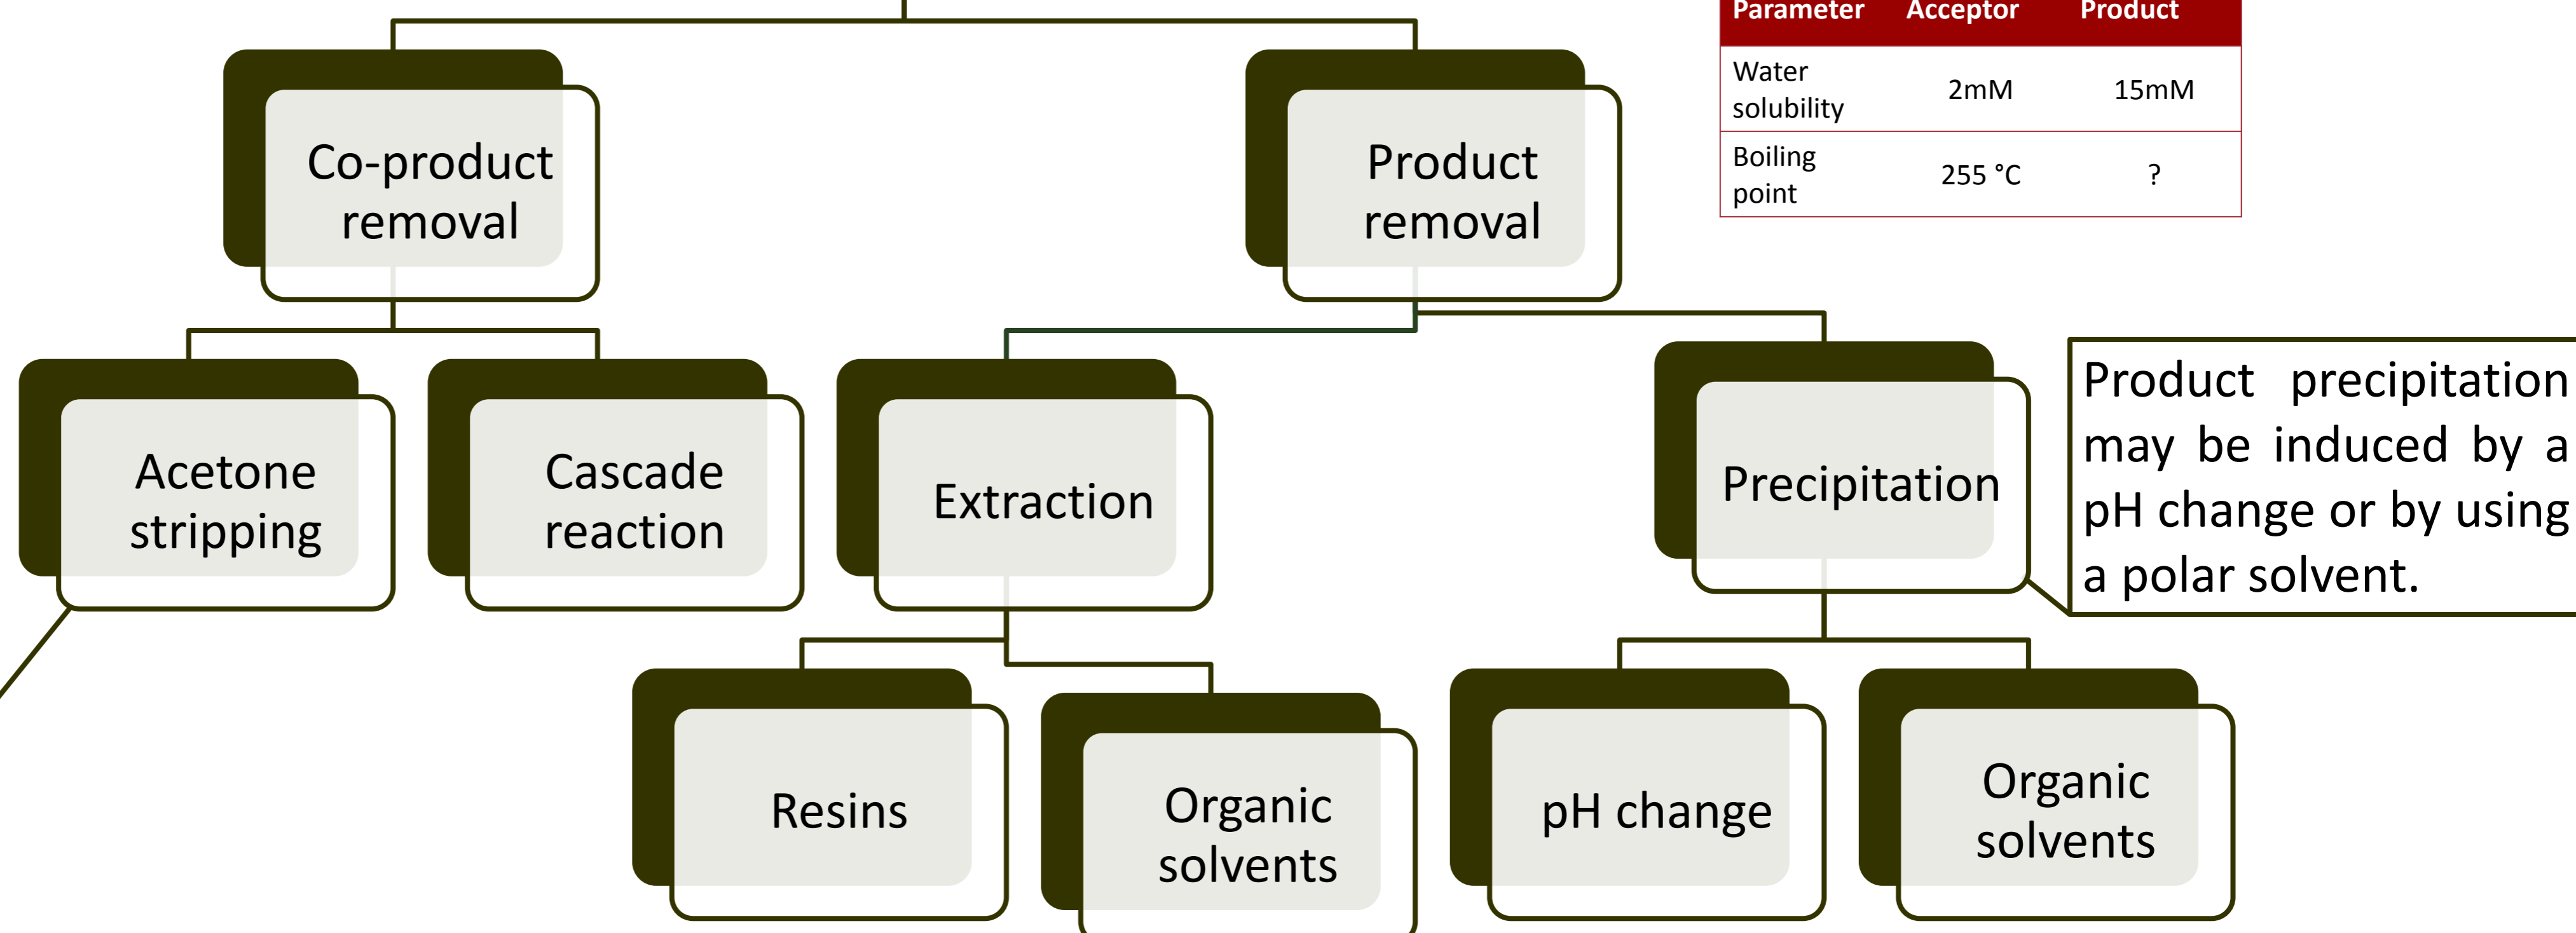 Parameter Acceptor Product
Water
solubility
2mM 15mM
Boiling
point
255 °C ?
Co-product
removal
Product
removal
Acetone
stripping
Cascade
reaction
Extraction
Precipitation
Product precipitation
may be induced by a
pH change or by using
a polar solvent.
Resins
Organic
solvents
pH change
Organic
solvents